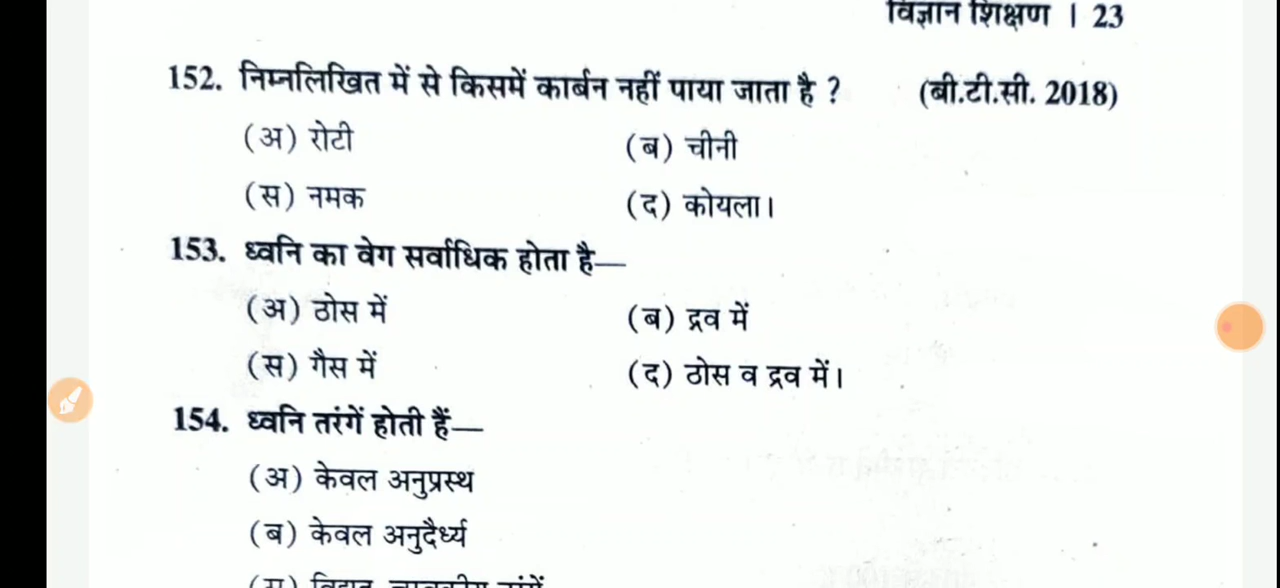 विज्ञान शिक्षण । 23
152. निम्नलिखित में से किसमें कार्बन नहीं पाया जाता है ? (बी.टी.सी. 2018)
(अ) रोटी (ब) चीनी
(स) नमक (द) कोयला।
153. ध्वनि का वेग सर्वाधिक होता है—
(अ) ठोस में (ब) द्रव में
(स) गैस में (द) ठोस व द्रव में।
154. ध्वनि तरंगें होती हैं—
(अ) केवल अनुप्रस्थ
(ब) केवल अनुदैर्ध्य